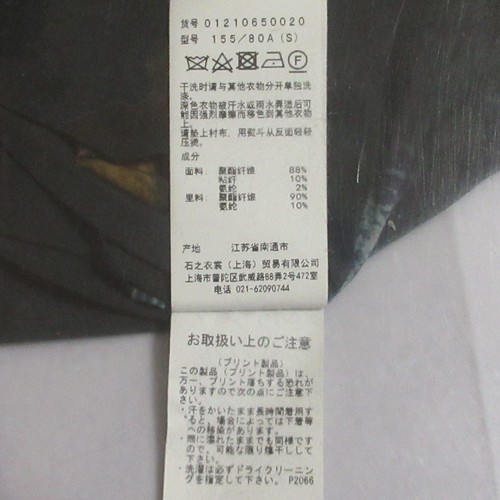 货号 01210650020
型号 155/80A (S)
干洗时请与其他衣物分开单独洗
涤。
深色衣物被汗水或雨水弄湿后可
能因强烈摩擦而移色到其他衣物
上。
请垫上衬布，用熨斗从反面轻轻
压烫。
成分
面料: 聚酯纤维 88%
粘纤 10%
氨纶 2%
里料: 聚酯纤维 90%
氨纶 10%
产地 江苏省南通市
石之衣裳（上海）贸易有限公司
上海市普陀区武威路88弄2号472室
电话 021-62090744
お取扱い上のご注意
（プリント製品）
この製品（プリント製品）は、
万一、プリント落ちする恐れが
ありますので次の点にご注意下
さい。
・汗をかいたまま長時間着用す
ると、場合によっては下着等
への移染があります。
・雨に濡れたままでも同様です
ので、可能な限り陰干しして
下さい。
・洗濯は必ずドライクリーニン
グを指定して下さい。 P2066